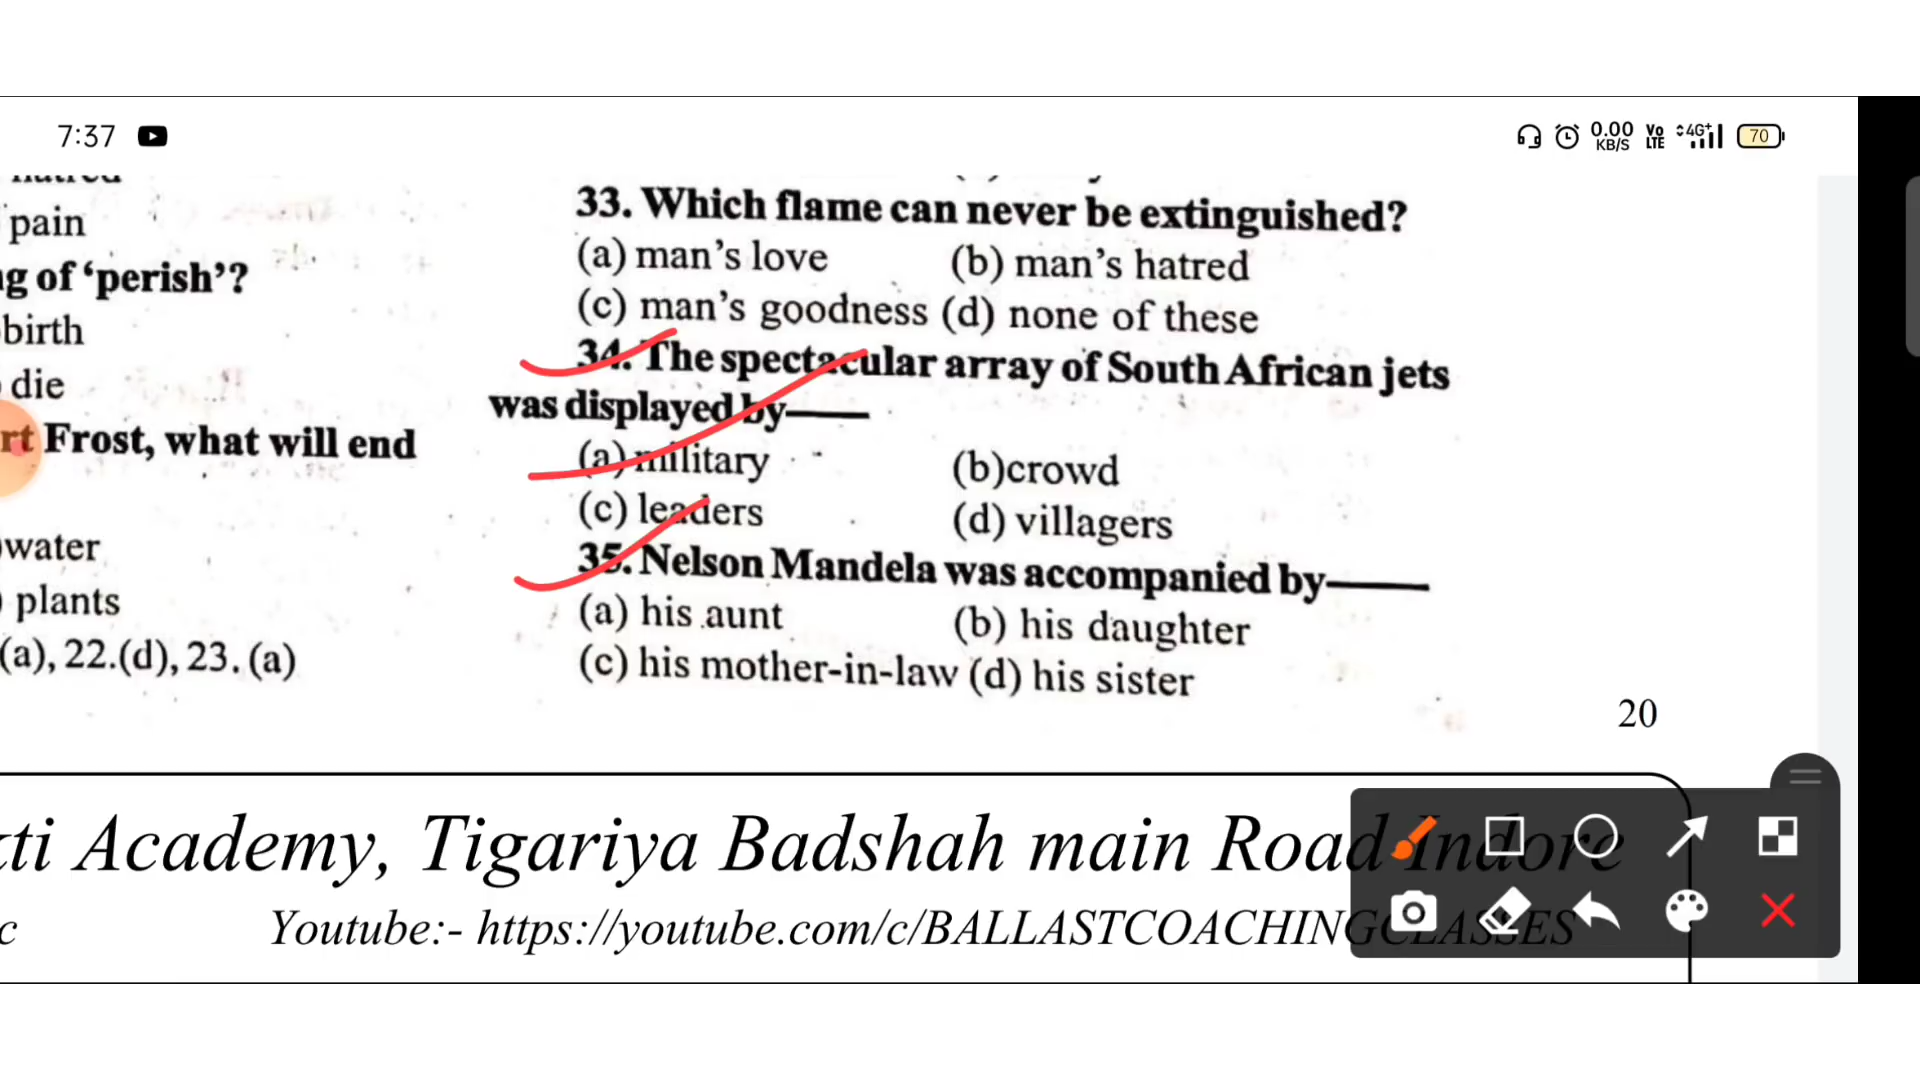 7:37
0.00 KB/S Vo LTE 4G+ 70
hatred
pain
g of ‘perish’?
birth
die
rt Frost, what will end
water
plants
(a), 22.(d), 23. (a)
33. Which flame can never be extinguished?
(a) man’s love (b) man’s hatred
(c) man’s goodness (d) none of these
34. The spectacular array of South African jets
was displayed by——
(a) military (b)crowd
(c) leaders (d) villagers
35. Nelson Mandela was accompanied by——
(a) his aunt (b) his daughter
(c) his mother-in-law (d) his sister
20
kti Academy, Tigariya Badshah main Road Indore
c Youtube:- https://youtube.com/c/BALLASTCOACHINGCLASSES